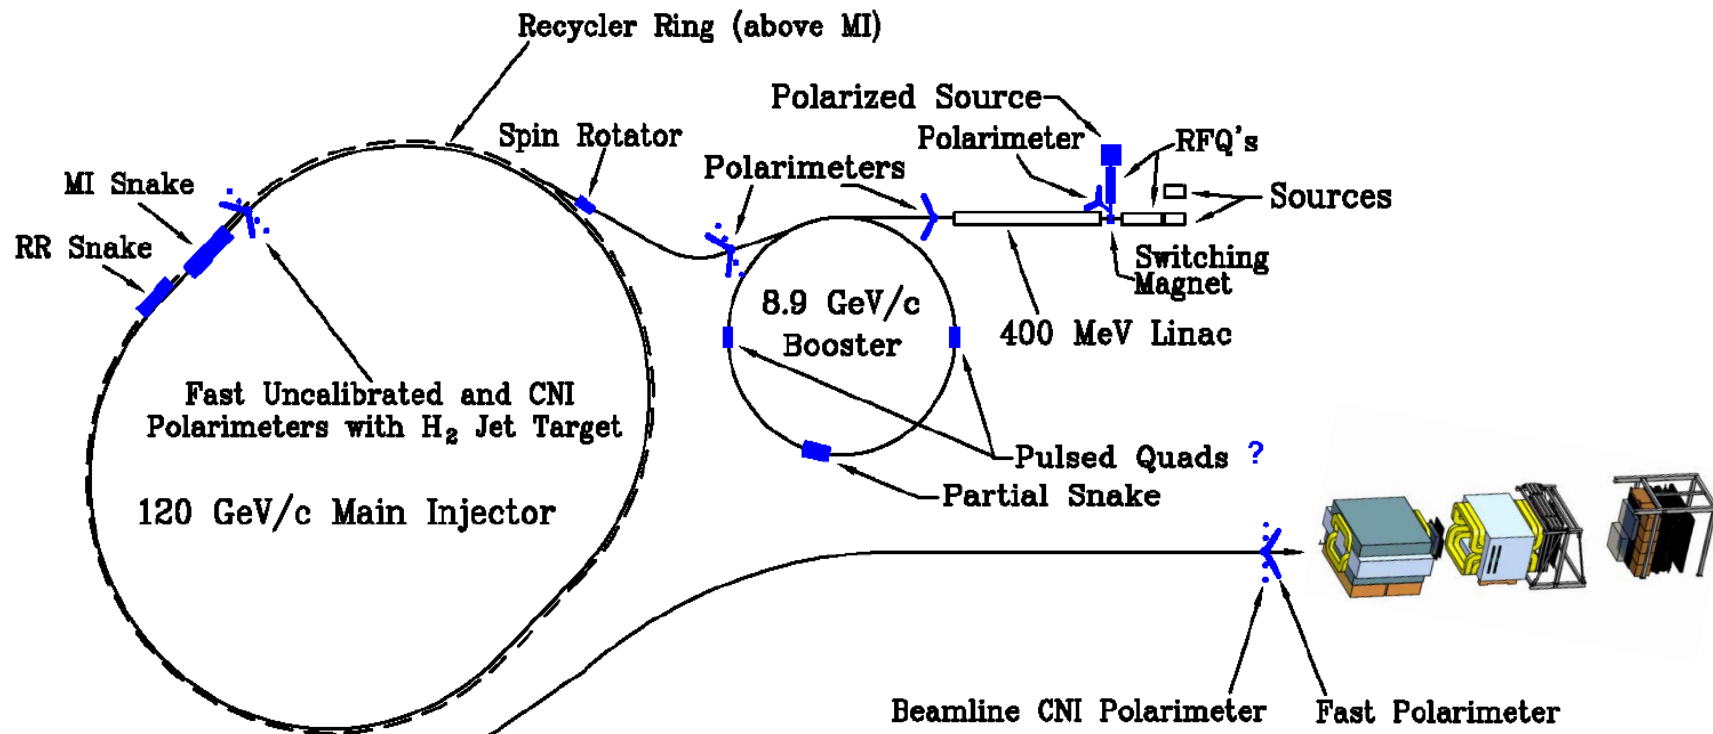 Recycler Ring (above MI)
Polarized Source
Spin Rotator
Polarimeter
RFQ's
Polarimeters
MI Snake
Sources
RR Snake
Switching
Magnet
8.9 GeV/c
Booster
400 MeV Linac
Fast Uncalibrated and CNI
Polarimeters with H₂ Jet Target
Pulsed Quads ?
Partial Snake
120 GeV/c Main Injector
Beamline CNI Polarimeter
Fast Polarimeter